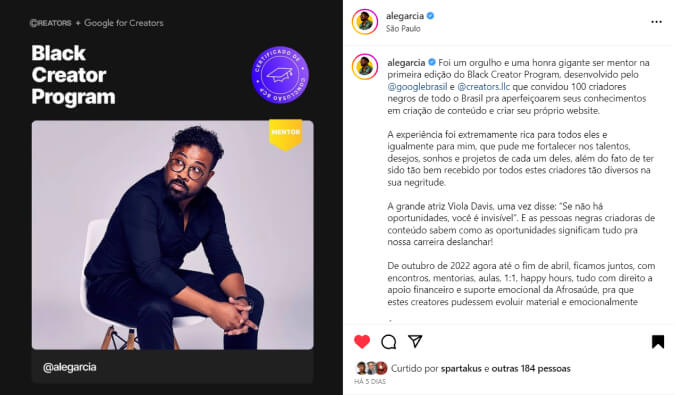 CREATORS + Google for Creators
Black
Creator
Program
CERTIFICADO DE
CONCLUSÃO BCP
MENTOR
@alegarcia
alegarcia
São Paulo
alegarcia Foi um orgulho e uma honra gigante ser mentor na
primeira edição do Black Creator Program, desenvolvido pelo
@googlebrasil e @creators.llc que convidou 100 criadores
negros de todo o Brasil pra aperfeiçoarem seus conhecimentos
em criação de conteúdo e criar seu próprio website.
A experiência foi extremamente rica para todos eles e
igualmente para mim, que pude me fortalecer nos talentos,
desejos, sonhos e projetos de cada um deles, além do fato de ter
sido tão bem recebido por todos estes criadores tão diversos na
sua negritude.
A grande atriz Viola Davis, uma vez disse: “Se não há
oportunidades, você é invisível”. E as pessoas negras criadoras de
conteúdo sabem como as oportunidades significam tudo pra
nossa carreira deslanchar!
De outubro de 2022 agora até o fim de abril, ficamos juntos, com
encontros, mentorias, aulas, 1:1, happy hours, tudo com direito a
apoio financeiro e suporte emocional da Afrosaúde, pra que
estes creators pudessem evoluir material e emocionalmente
Curtido por spartakus e outras 184 pessoas
HÁ 5 DIAS